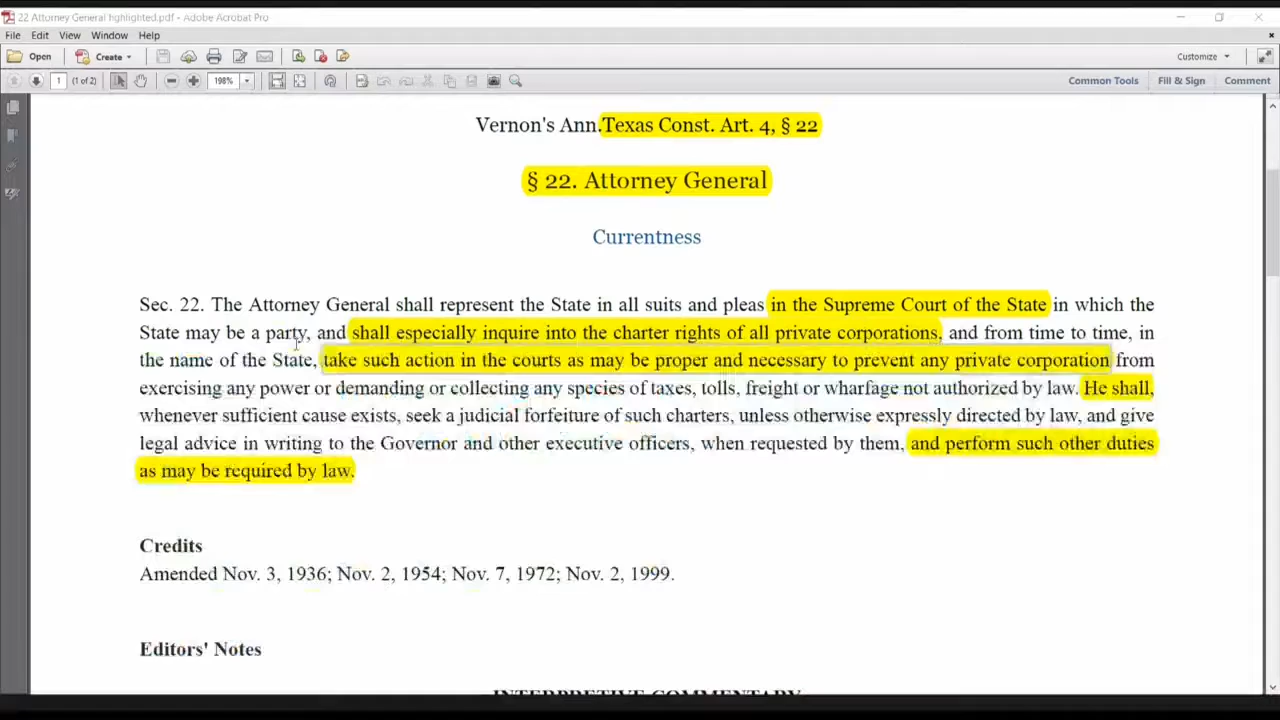 22 Attorney General highlighted.pdf - Adobe Acrobat Pro
File Edit View Window Help
Open Create Customize
1 (1 of 2) 198% Common Tools Fill & Sign Comment
Vernon's Ann.Texas Const. Art. 4, § 22
§ 22. Attorney General
Currentness
Sec. 22. The Attorney General shall represent the State in all suits and pleas in the Supreme Court of the State in which the
State may be a party, and shall especially inquire into the charter rights of all private corporations, and from time to time, in
the name of the State, take such action in the courts as may be proper and necessary to prevent any private corporation from
exercising any power or demanding or collecting any species of taxes, tolls, freight or wharfage not authorized by law. He shall,
whenever sufficient cause exists, seek a judicial forfeiture of such charters, unless otherwise expressly directed by law, and give
legal advice in writing to the Governor and other executive officers, when requested by them, and perform such other duties
as may be required by law.
Credits
Amended Nov. 3, 1936; Nov. 2, 1954; Nov. 7, 1972; Nov. 2, 1999.
Editors' Notes
INTERPRETIVE COMMENTARY